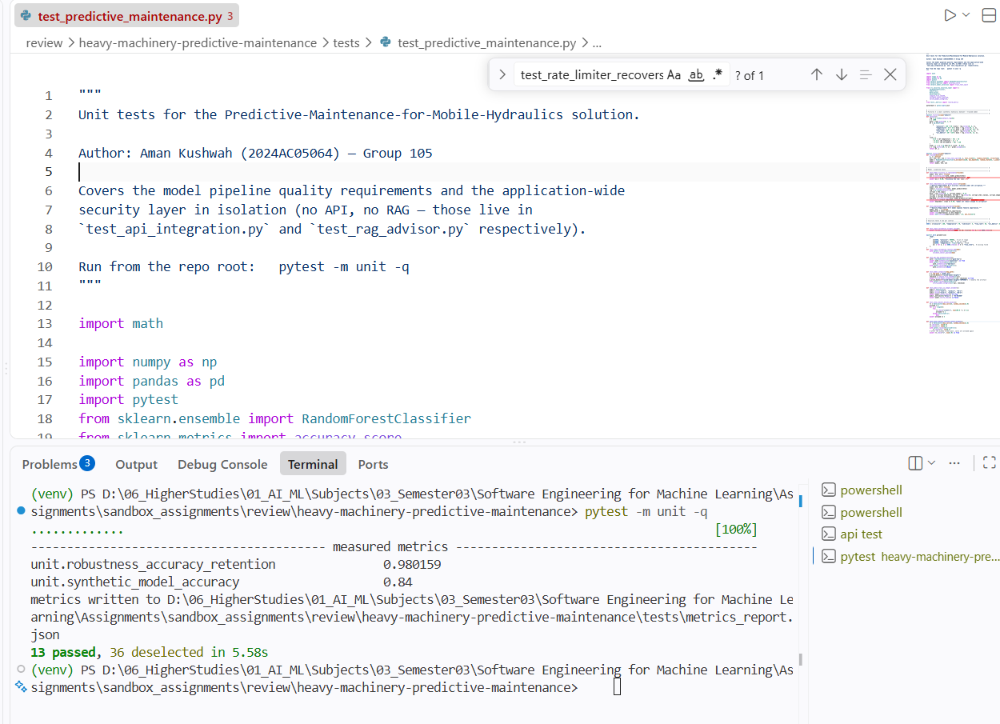 test_predictive_maintenance.py 3
review > heavy-machinery-predictive-maintenance > tests > test_predictive_maintenance.py > ...
test_rate_limiter_recovers Aa ab .* ? of 1
1 """
2 Unit tests for the Predictive-Maintenance-for-Mobile-Hydraulics solution.
3
4 Author: Aman Kushwah (2024AC05064) — Group 105
5
6 Covers the model pipeline quality requirements and the application-wide
7 security layer in isolation (no API, no RAG — those live in
8 `test_api_integration.py` and `test_rag_advisor.py` respectively).
9
10 Run from the repo root:   pytest -m unit -q
11 """
12
13 import math
14
15 import numpy as np
16 import pandas as pd
17 import pytest
18 from sklearn.ensemble import RandomForestClassifier
19 from sklearn.metrics import accuracy_score
Problems 3 Output Debug Console Terminal Ports
(venv) PS D:\06_HigherStudies\01_AI_ML\Subjects\03_Semester03\Software Engineering for Machine Learning\As
signments\sandbox_assignments\review\heavy-machinery-predictive-maintenance> pytest -m unit -q
............. [100%]
----------------------------------------- measured metrics ------------------------------------------
unit.robustness_accuracy_retention 0.980159
unit.synthetic_model_accuracy 0.84
metrics written to D:\06_HigherStudies\01_AI_ML\Subjects\03_Semester03\Software Engineering for Machine Le
arning\Assignments\sandbox_assignments\review\heavy-machinery-predictive-maintenance\tests\metrics_report.
json
13 passed, 36 deselected in 5.58s
(venv) PS D:\06_HigherStudies\01_AI_ML\Subjects\03_Semester03\Software Engineering for Machine Learning\As
signments\sandbox_assignments\review\heavy-machinery-predictive-maintenance>
powershell
powershell
api test
pytest heavy-machinery-pre...